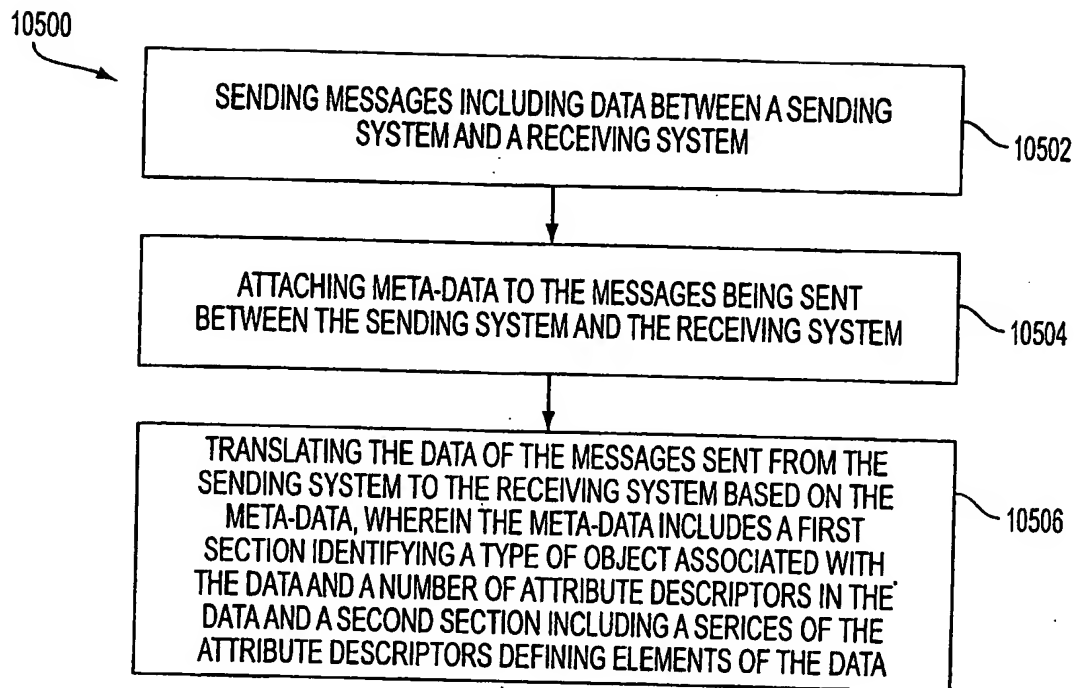 10500
SENDING MESSAGES INCLUDING DATA BETWEEN A SENDING
SYSTEM AND A RECEIVING SYSTEM
10502
ATTACHING META-DATA TO THE MESSAGES BEING SENT
BETWEEN THE SENDING SYSTEM AND THE RECEIVING SYSTEM
10504
TRANSLATING THE DATA OF THE MESSAGES SENT FROM THE
SENDING SYSTEM TO THE RECEIVING SYSTEM BASED ON THE
META-DATA, WHEREIN THE META-DATA INCLUDES A FIRST
SECTION IDENTIFYING A TYPE OF OBJECT ASSOCIATED WITH
THE DATA AND A NUMBER OF ATTRIBUTE DESCRIPTORS IN THE
DATA AND A SECOND SECTION INCLUDING A SERICES OF THE
ATTRIBUTE DESCRIPTORS DEFINING ELEMENTS OF THE DATA
10506